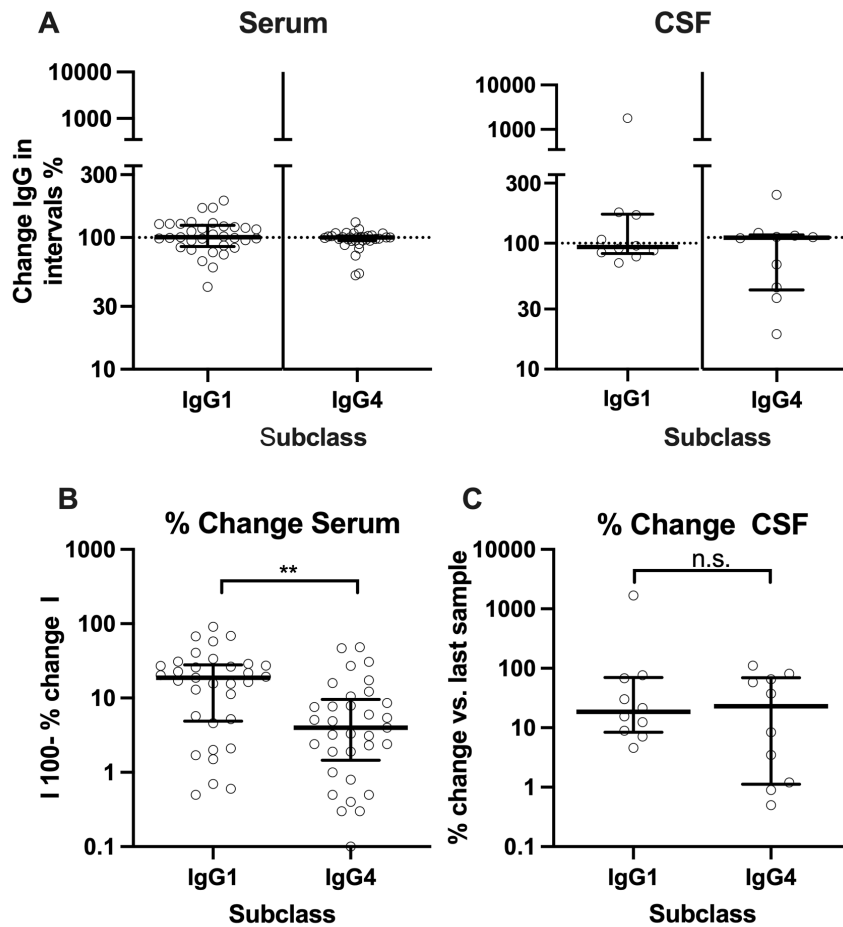 A
Serum
CSF
Change IgG in
intervals %
10000
1000
300
100
30
10
IgG1
IgG4
Subclass
10000
1000
300
100
30
10
IgG1
IgG4
Subclass
B
% Change Serum
I 100- % change I
1000
100
10
1
0.1
**
IgG1
IgG4
Subclass
C
% Change CSF
% change vs. last sample
10000
1000
100
10
1
0.1
n.s.
IgG1
IgG4
Subclass